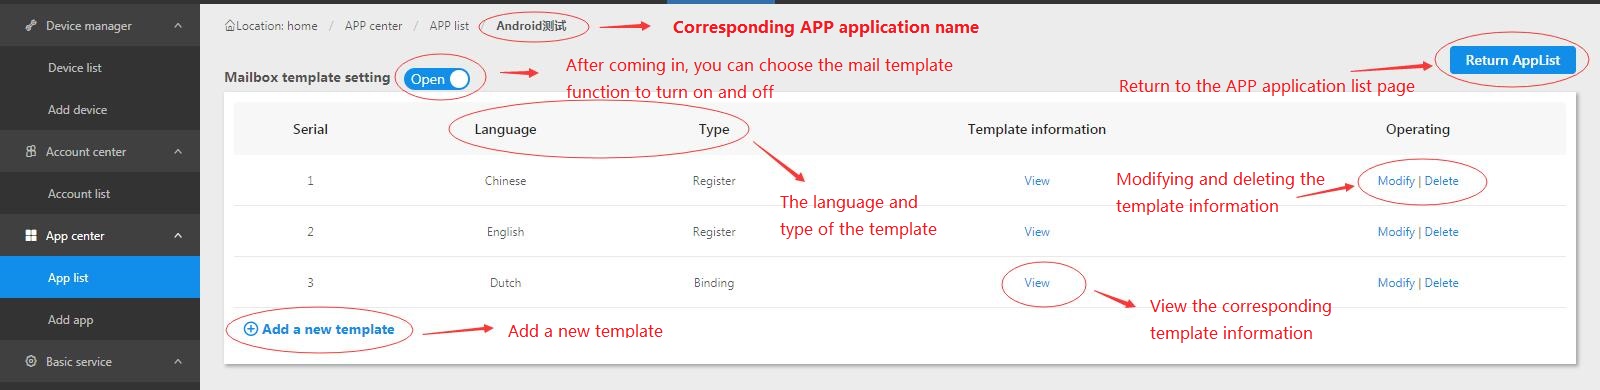 Device manager
Device list
Add device
Account center
Account list
App center
App list
Add app
Basic service
Location: home / APP center / APP list / Android测试
Corresponding APP application name
Mailbox template setting Open
After coming in, you can choose the mail template
function to turn on and off
Return AppList
Return to the APP application list page
Serial Language Type Template information Operating
1 Chinese Register View Modify | Delete
The language and
type of the template
Modifying and deleting the
template information
2 English Register View Modify | Delete
3 Dutch Binding View Modify | Delete
View the corresponding
template information
Add a new template
Add a new template